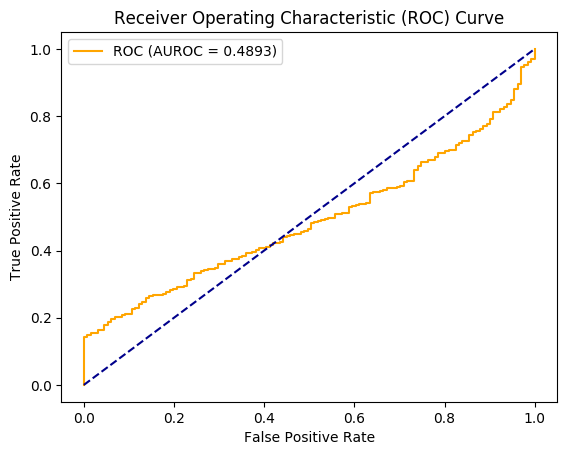 Receiver Operating Characteristic (ROC) Curve
ROC (AUROC = 0.4893)
True Positive Rate
1.0
0.8
0.6
0.4
0.2
0.0
0.0 0.2 0.4 0.6 0.8 1.0
False Positive Rate